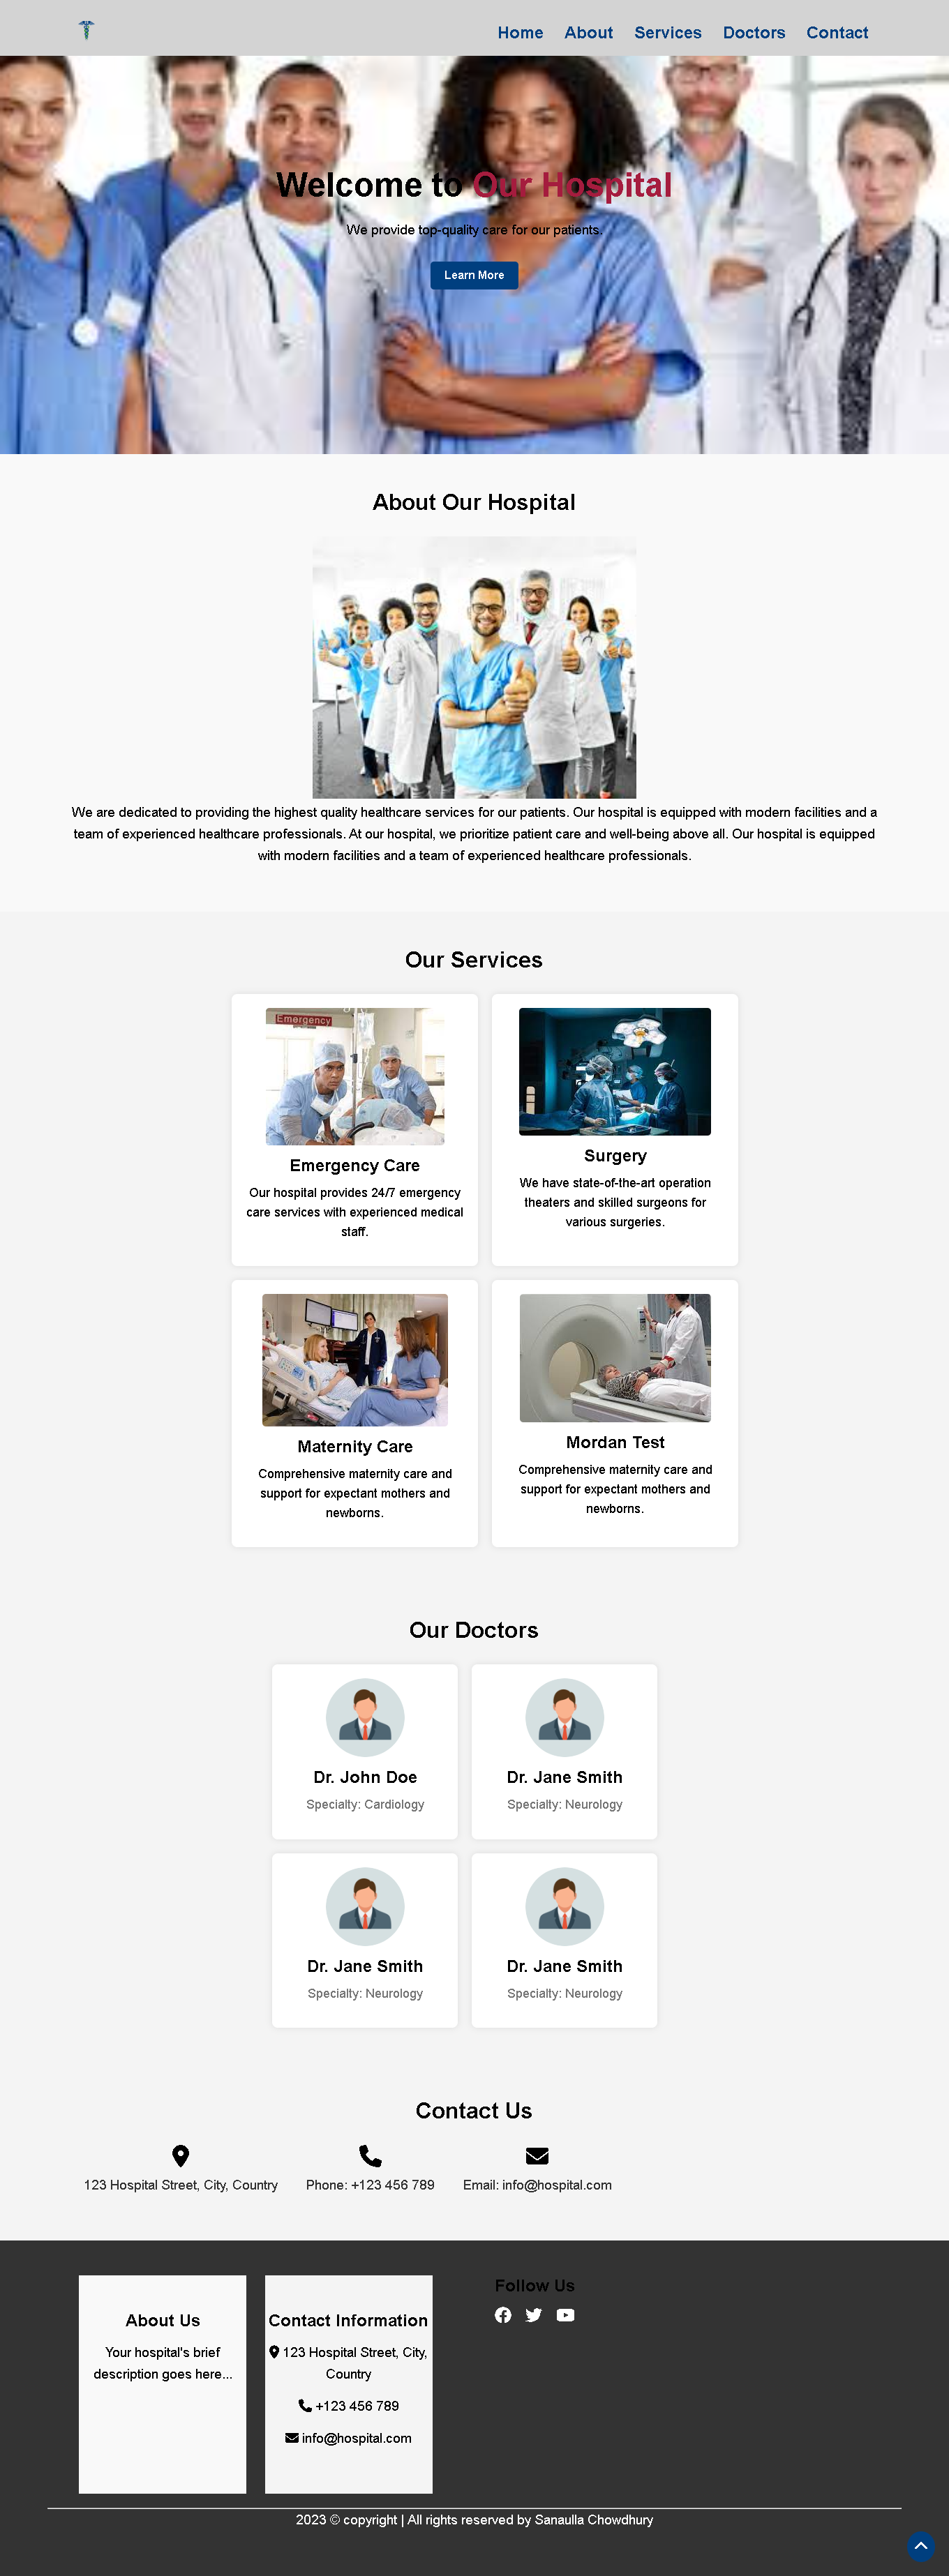 Home About Services Doctors Contact
Welcome to Our Hospital
We provide top-quality care for our patients.
Learn More
About Our Hospital
We are dedicated to providing the highest quality healthcare services for our patients. Our hospital is equipped with modern facilities and a
team of experienced healthcare professionals. At our hospital, we prioritize patient care and well-being above all. Our hospital is equipped
with modern facilities and a team of experienced healthcare professionals.
Our Services
Emergency
Emergency Care
Our hospital provides 24/7 emergency
care services with experienced medical
staff.
Surgery
We have state-of-the-art operation
theaters and skilled surgeons for
various surgeries.
Maternity Care
Comprehensive maternity care and
support for expectant mothers and
newborns.
Mordan Test
Comprehensive maternity care and
support for expectant mothers and
newborns.
Our Doctors
Dr. John Doe
Specialty: Cardiology
Dr. Jane Smith
Specialty: Neurology
Dr. Jane Smith
Specialty: Neurology
Dr. Jane Smith
Specialty: Neurology
Contact Us
123 Hospital Street, City, Country
Phone: +123 456 789
Email: info@hospital.com
About Us
Your hospital's brief
description goes here...
Contact Information
123 Hospital Street, City,
Country
+123 456 789
info@hospital.com
Follow Us
2023 © copyright | All rights reserved by Sanaulla Chowdhury